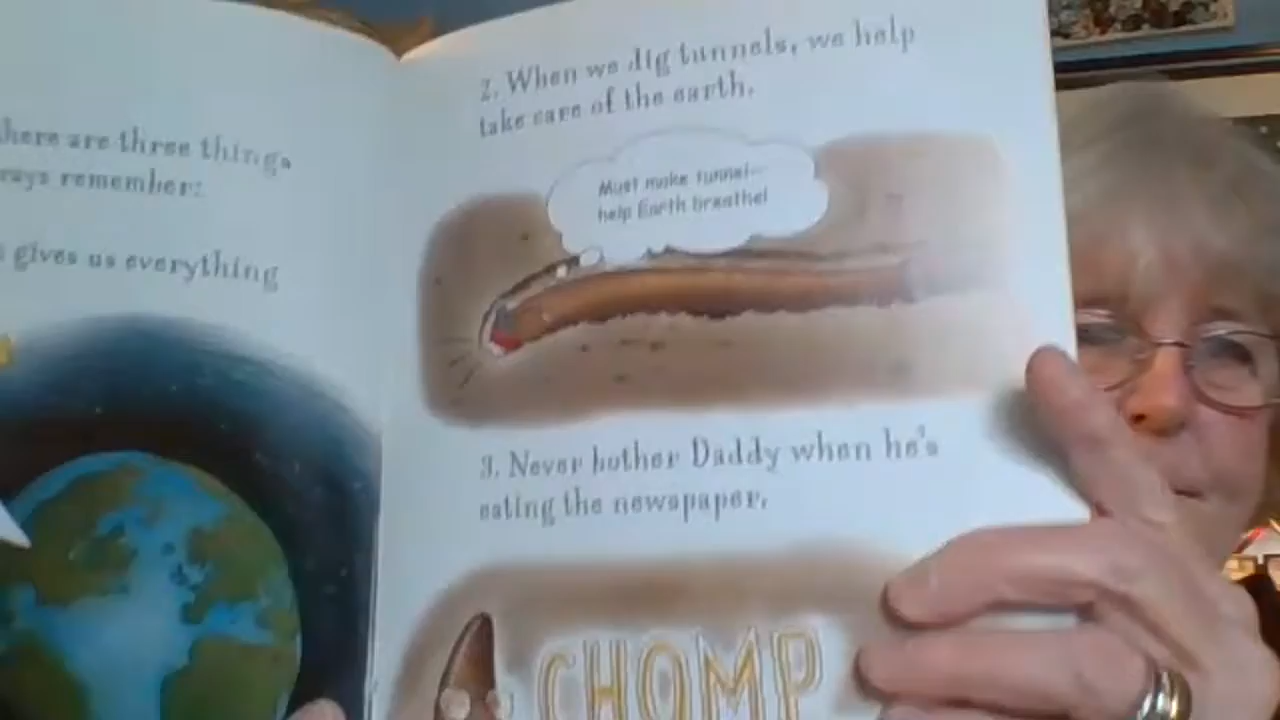 here are three things
ays remember:
gives us everything
2. When we dig tunnels, we help
take care of the earth.
Must make tunnel—
help Earth breathe!
3. Never bother Daddy when he's
eating the newspaper.
CHOMP